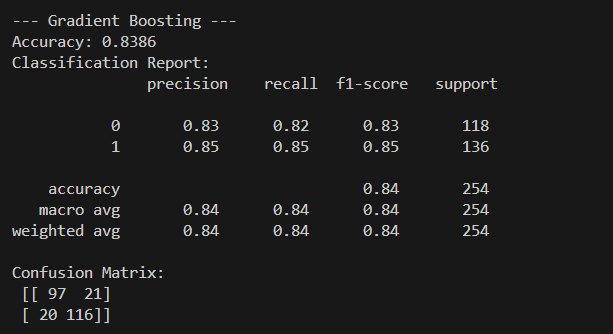 --- Gradient Boosting ---
Accuracy: 0.8386
Classification Report:
              precision    recall  f1-score   support

           0       0.83      0.82      0.83       118
           1       0.85      0.85      0.85       136

    accuracy                           0.84       254
   macro avg       0.84      0.84      0.84       254
weighted avg       0.84      0.84      0.84       254

Confusion Matrix:
 [[ 97  21]
 [ 20 116]]